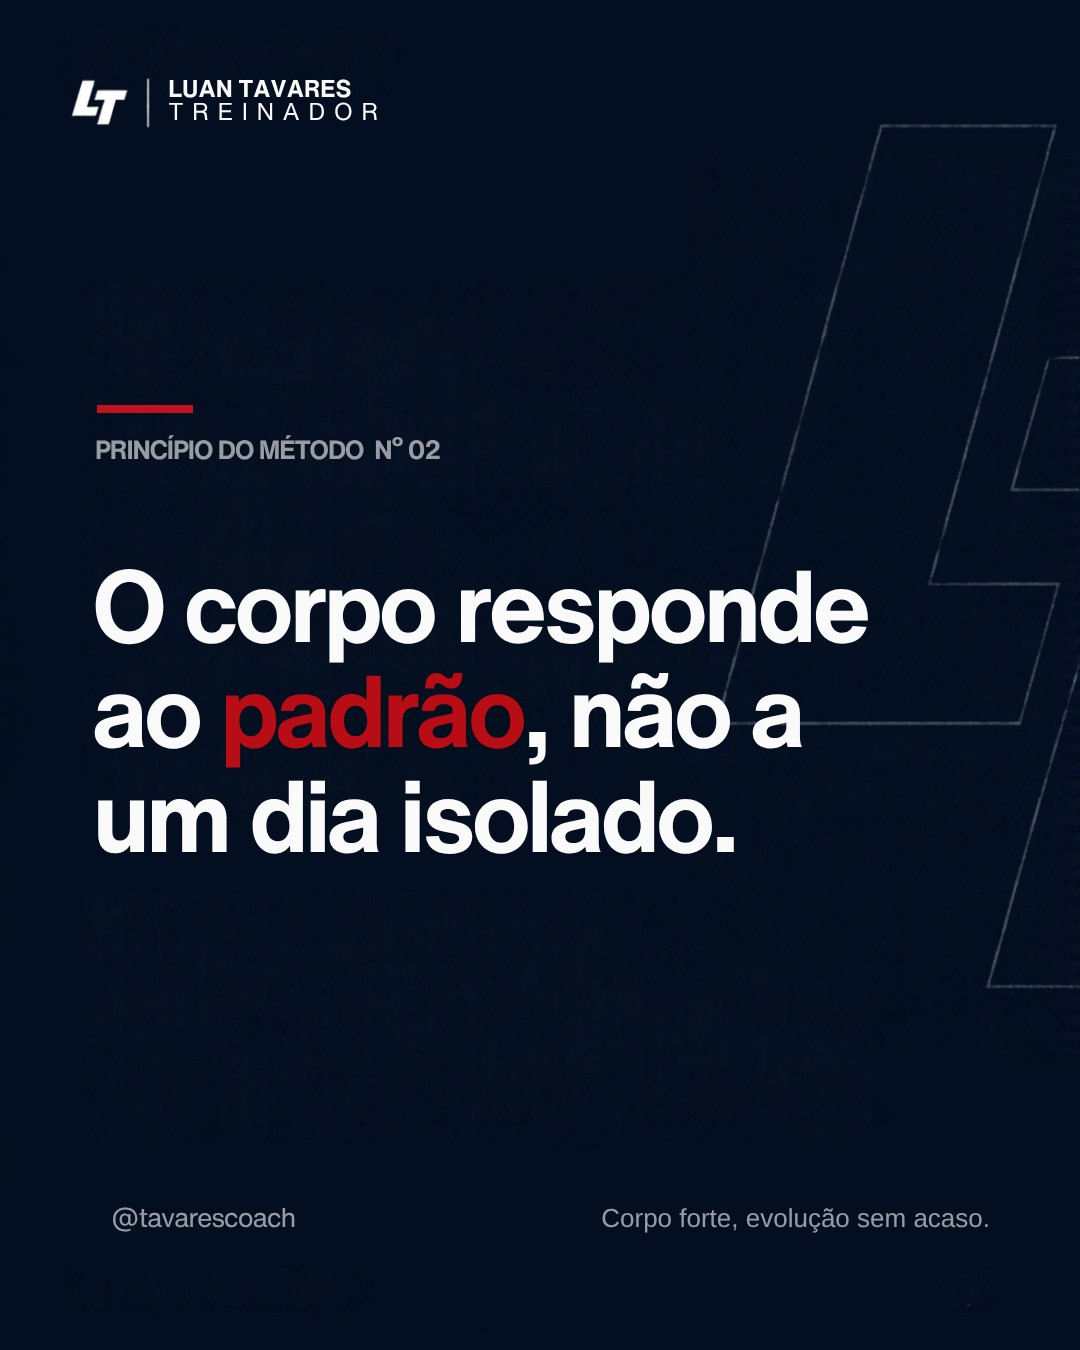 LT
LUAN TAVARES
TREINADOR
PRINCÍPIO DO MÉTODO Nº 02
O corpo responde
ao padrão, não a
um dia isolado.
@tavarescoach
Corpo forte, evolução sem acaso.